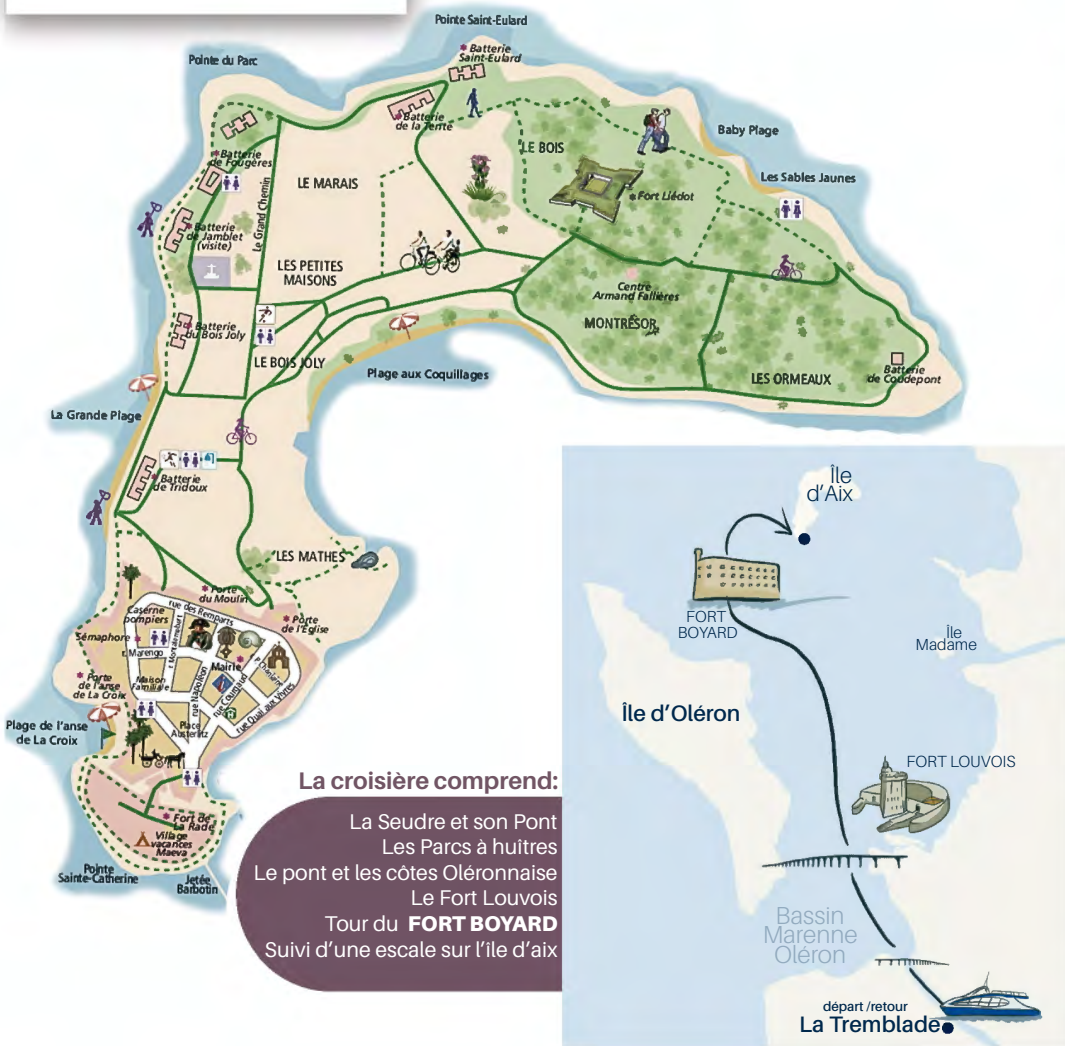 Pointe Saint-Eulard
Batterie
Saint-Eulard
Pointe du Parc
Batterie
de la Terrté
Baby Plage
LE BOIS
Batterie
de Fougères
LE MARAIS
Les Sables Jaunes
Fort Liédot
Le Grand Chemin
Batterie
de Jamblet
(visite)
LES PETITES
MAISONS
Centre
Armand Fallières
MONTRÉSOR
Batterie
du Bois Joly
LE BOIS JOLY
Plage aux Coquillages
LES ORMEAUX
Batterie
de Coudepont
La Grande Plage
Batterie
de Tridoux
LES MATHES
Porte
du Moulin
rue des Remparts
Porte
de l'Église
Caserne
pompiers
Sémaphore
r. Marengo
r. Montalembert
Mairie
Maison
Familiale
rue Napoléon
rue Gourgaud
rue Quai aux Vivres
Porte
de l'anse
de La Croix
Place
Austerlitz
Plage de l'anse
de La Croix
Fort de
La Rade
Village
vacances
Maeva
Pointe
Sainte-Catherine
Jetée
Barbotin
La croisière comprend:
La Seudre et son Pont
Les Parcs à huitres
Le pont et les côtes Oléronnaise
Le Fort Louvois
Tour du FORT BOYARD
Suivi d'une escale sur l'île d'aix
Île
d'Aix
FORT
BOYARD
Île
Madame
Île d'Oléron
FORT LOUVOIS
Bassin
Marenne
Oléron
départ /retour
La Tremblade